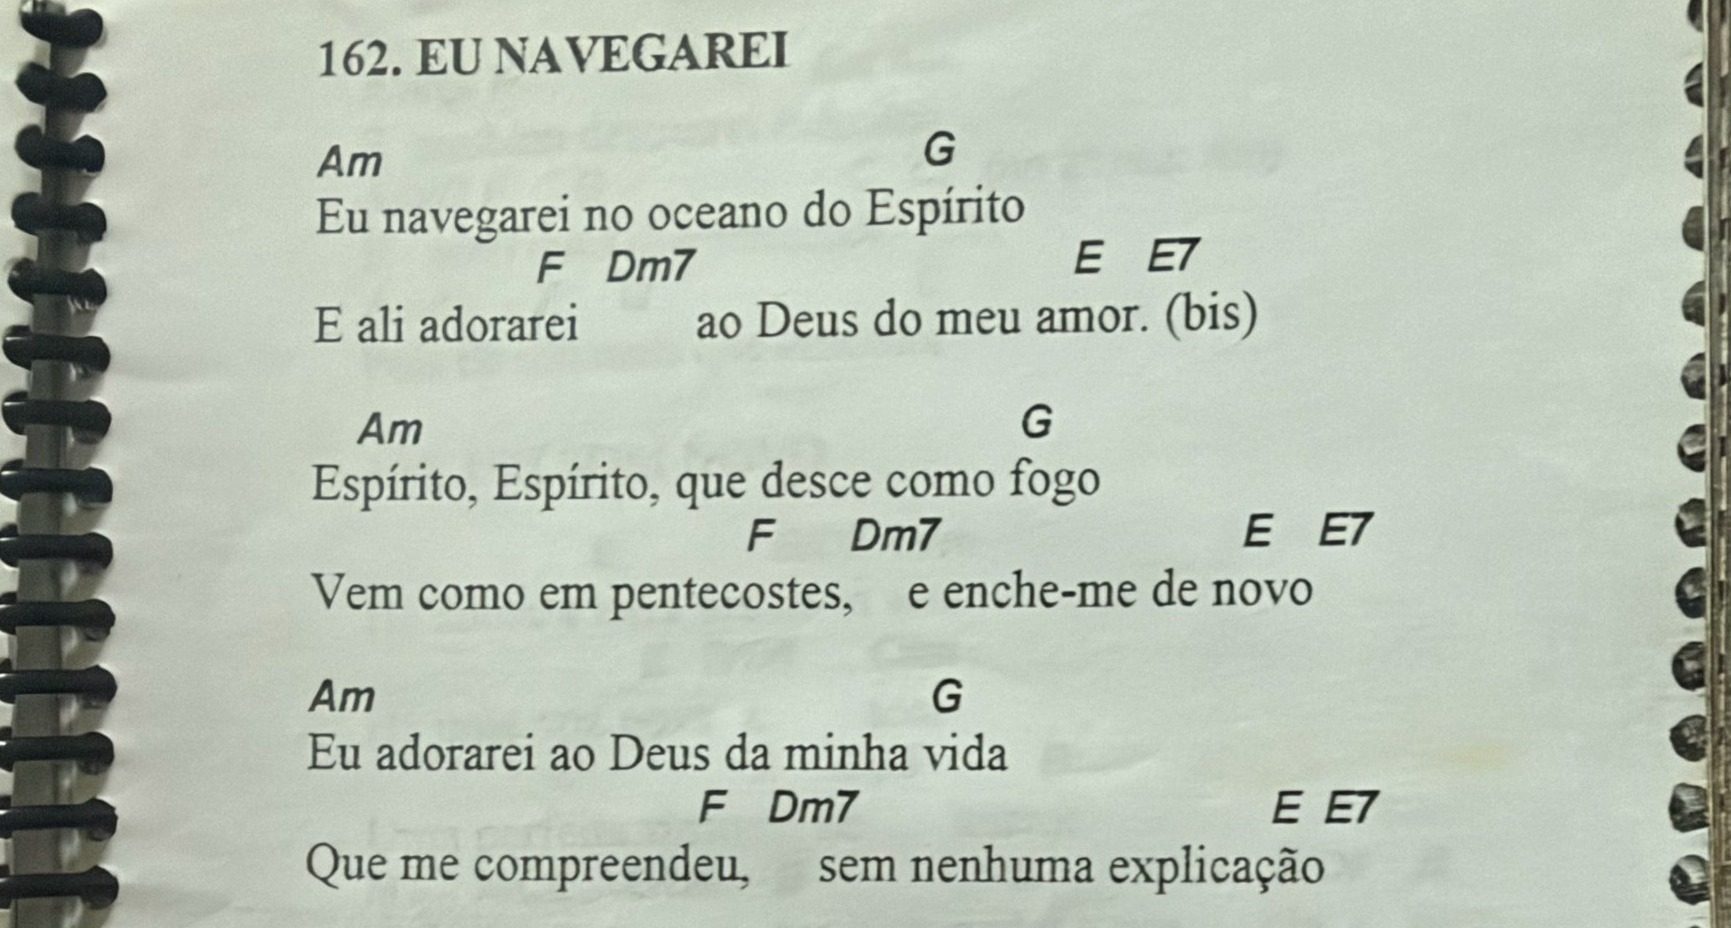 162. EU NAVEGAREI
Am G
Eu navegarei no oceano do Espírito
F Dm7 E E7
E ali adorarei ao Deus do meu amor. (bis)
Am G
Espírito, Espírito, que desce como fogo
F Dm7 E E7
Vem como em pentecostes, e enche-me de novo
Am G
Eu adorarei ao Deus da minha vida
F Dm7 E E7
Que me compreendeu, sem nenhuma explicação